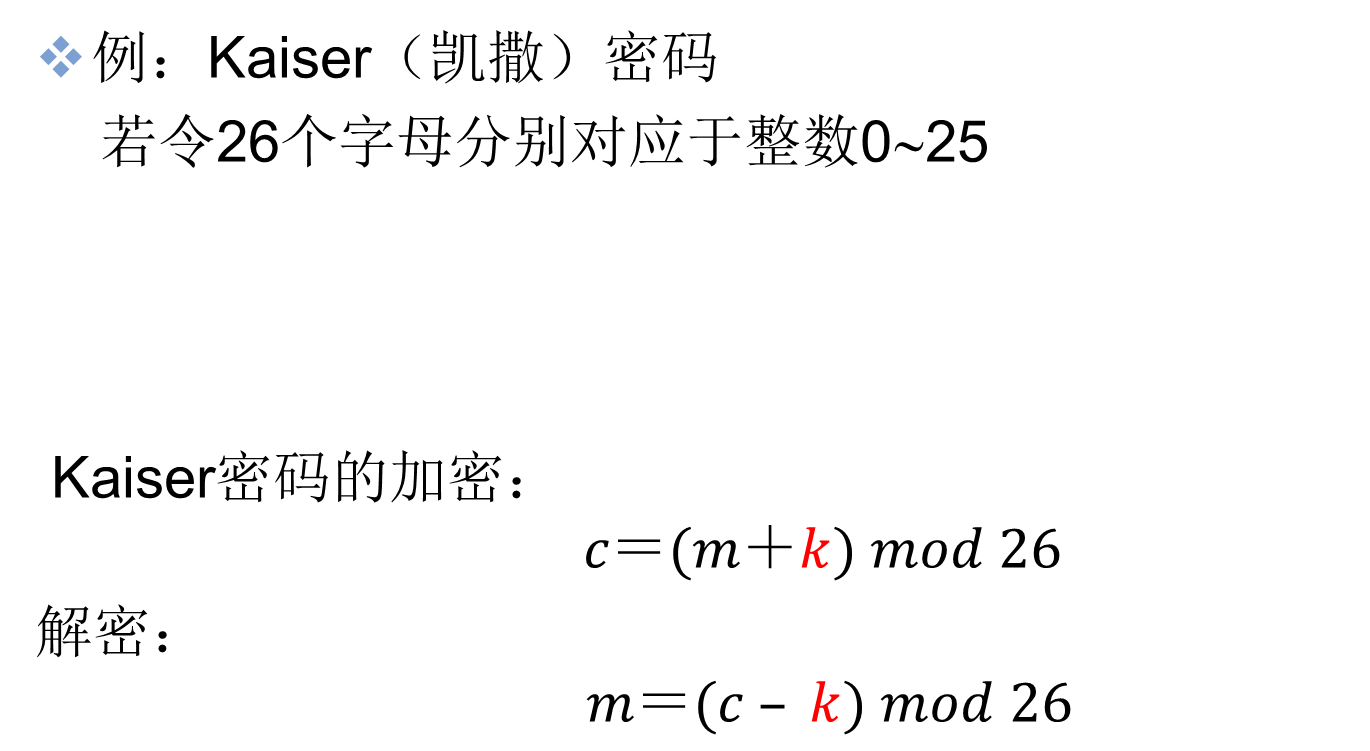 例：Kaiser（凯撒）密码
若令26个字母分别对应于整数0~25
Kaiser密码的加密：
c＝(m＋k) mod 26
解密：
m＝(c – k) mod 26